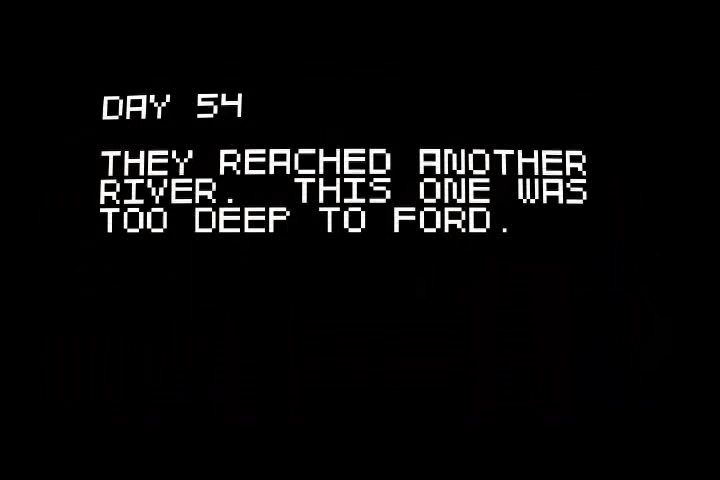 DAY 54
THEY REACHED ANOTHER
RIVER. THIS ONE WAS
TOO DEEP TO FORD.